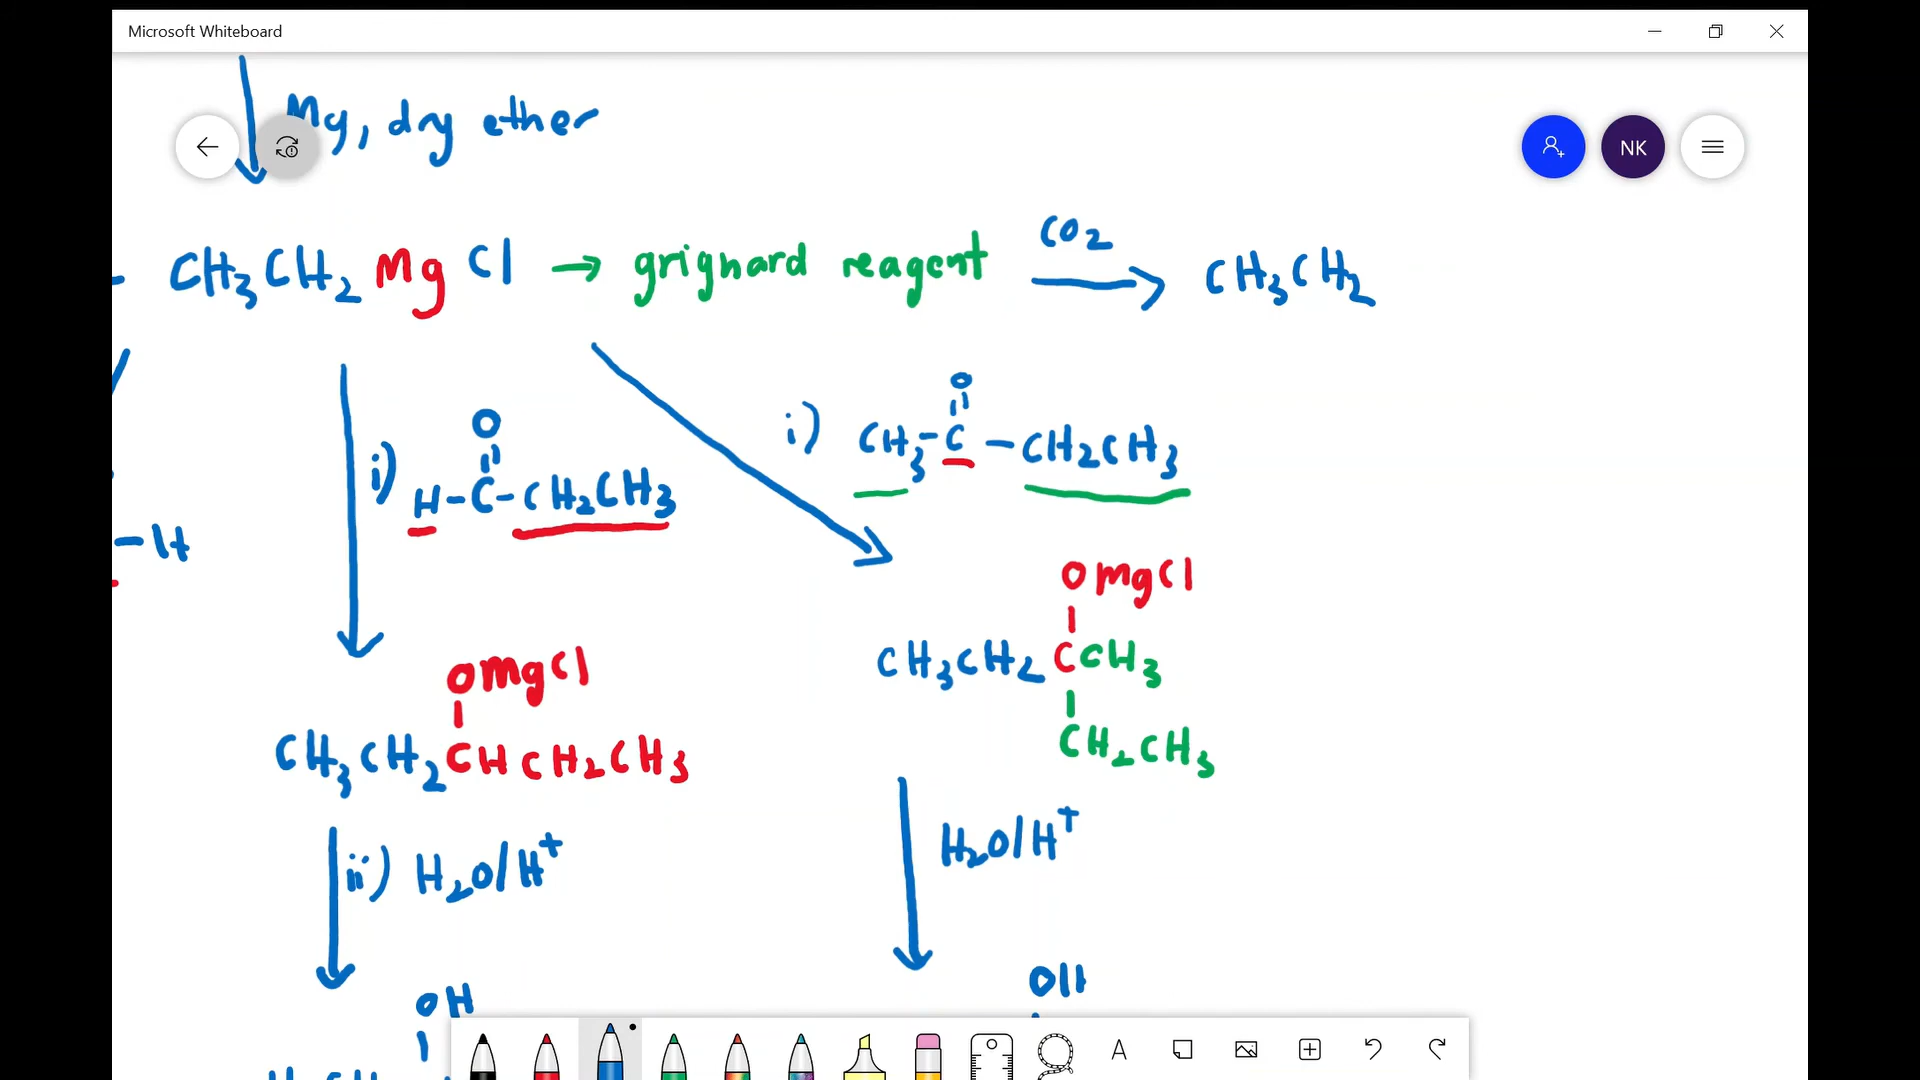 Microsoft Whiteboard
Mg, dry ether
NK
CH3CH2MgCl → grignard reagent
CO2
CH3CH2
O
i) H-C-CH2CH3
O
i) CH3-C-CH2CH3
-H
OMgCl
CH3CH2CHCH2CH3
OMgCl
CH3CH2CCH3
CH2CH3
ii) H2O/H+
H2O/H+
OH
OH
A